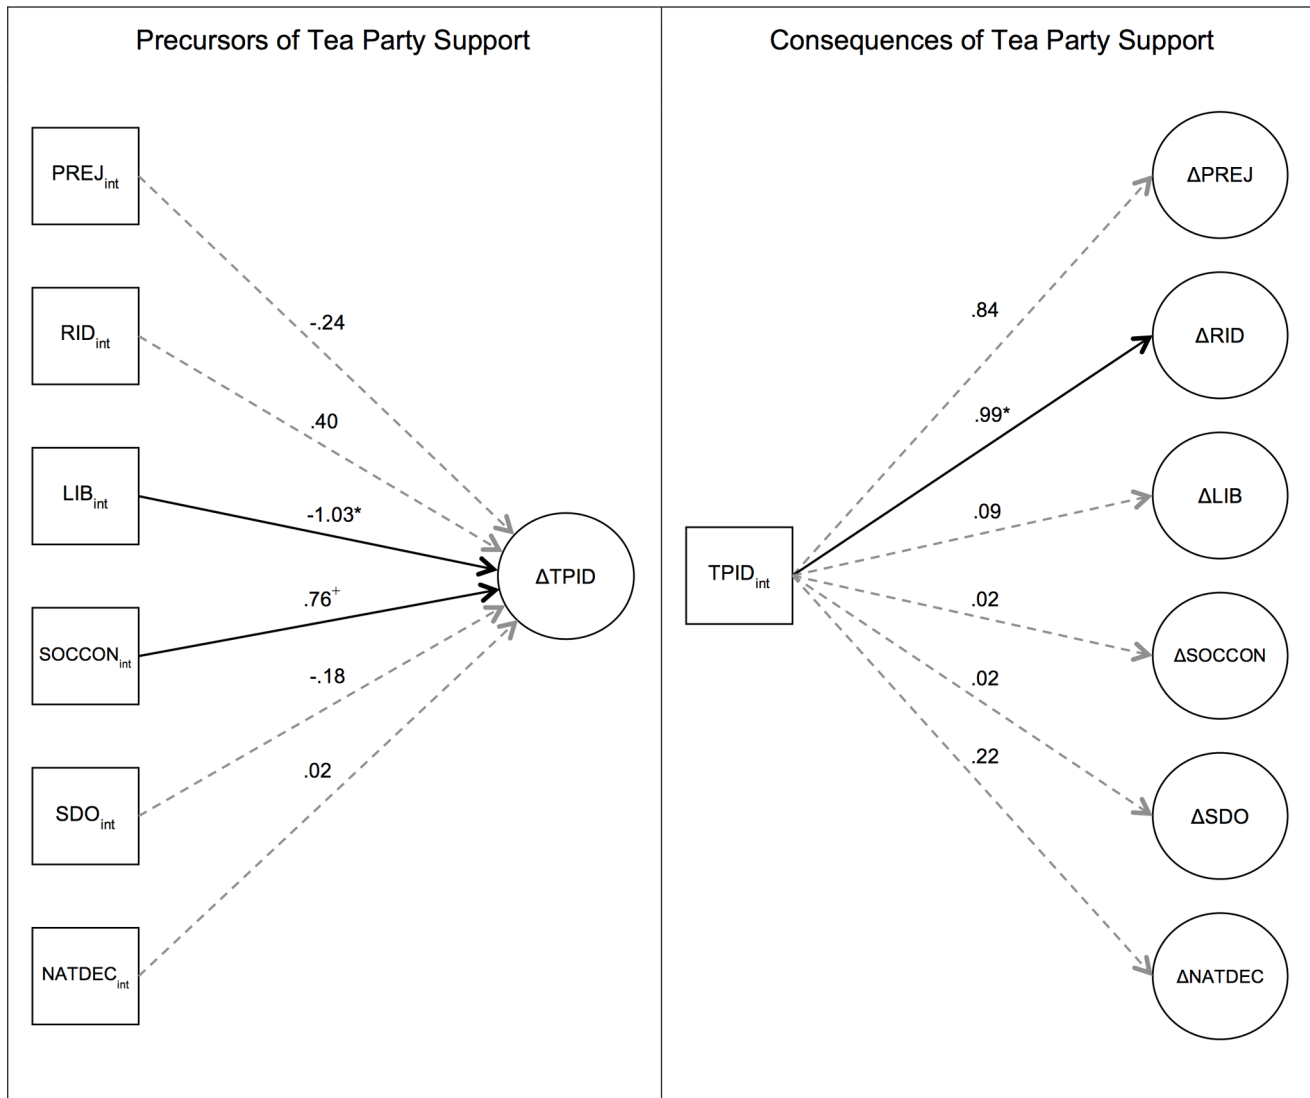 Precursors of Tea Party Support
PREJint
RIDint
LIBint
SOCCONint
SDOint
NATDECint
-.24
.40
-1.03*
.76+
-.18
.02
ΔTPID
Consequences of Tea Party Support
TPIDint
.84
.99*
.09
.02
.02
.22
ΔPREJ
ΔRID
ΔLIB
ΔSOCCON
ΔSDO
ΔNATDEC